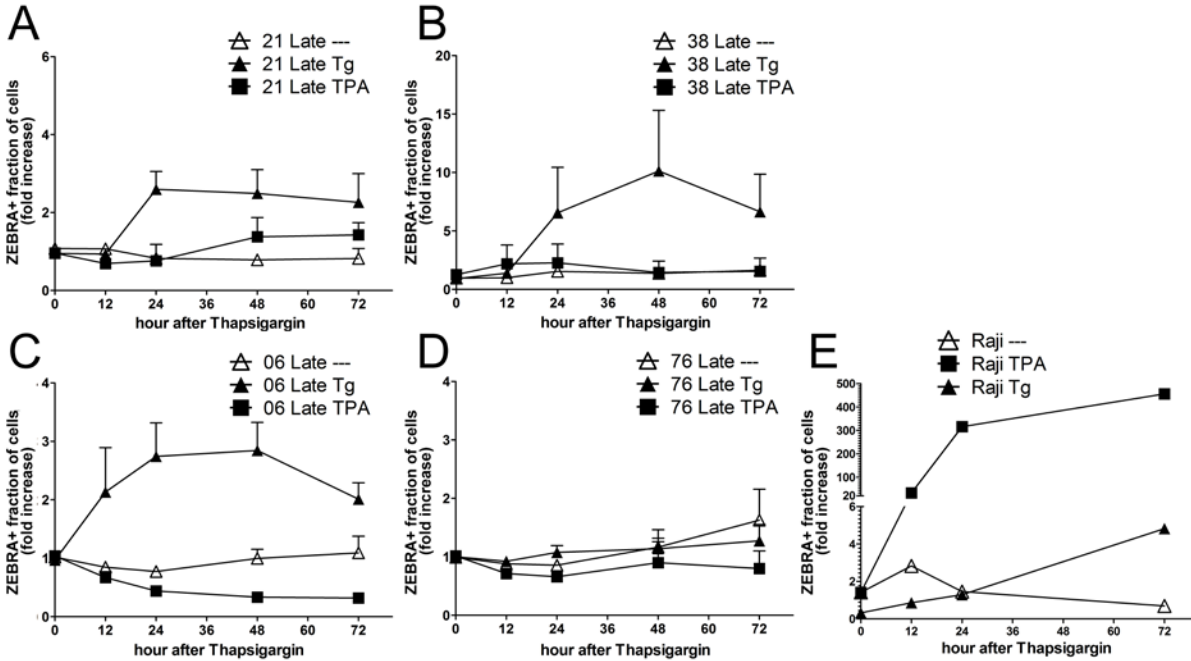 A
21 Late ---
21 Late Tg
21 Late TPA
ZEBRA+ fraction of cells
(fold increase)
6
4
2
0
0 12 24 36 48 60 72
hour after Thapsigargin
B
38 Late ---
38 Late Tg
38 Late TPA
ZEBRA+ fraction of cells
(fold increase)
20
15
10
5
0
0 12 24 36 48 60 72
hour after Thapsigargin
C
06 Late ---
06 Late Tg
06 Late TPA
ZEBRA+ fraction of cells
(fold increase)
4
3
2
1
0
0 12 24 36 48 60 72
hour after Thapsigargin
D
76 Late ---
76 Late Tg
76 Late TPA
ZEBRA+ fraction of cells
(fold increase)
4
3
2
1
0
0 12 24 36 48 60 72
hour after Thapsigargin
E
Raji ---
Raji TPA
Raji Tg
ZEBRA+ fraction of cells
(fold increase)
500
400
300
200
100
20
6
4
2
0
0 12 24 36 48 60 72
hour after Thapsigargin